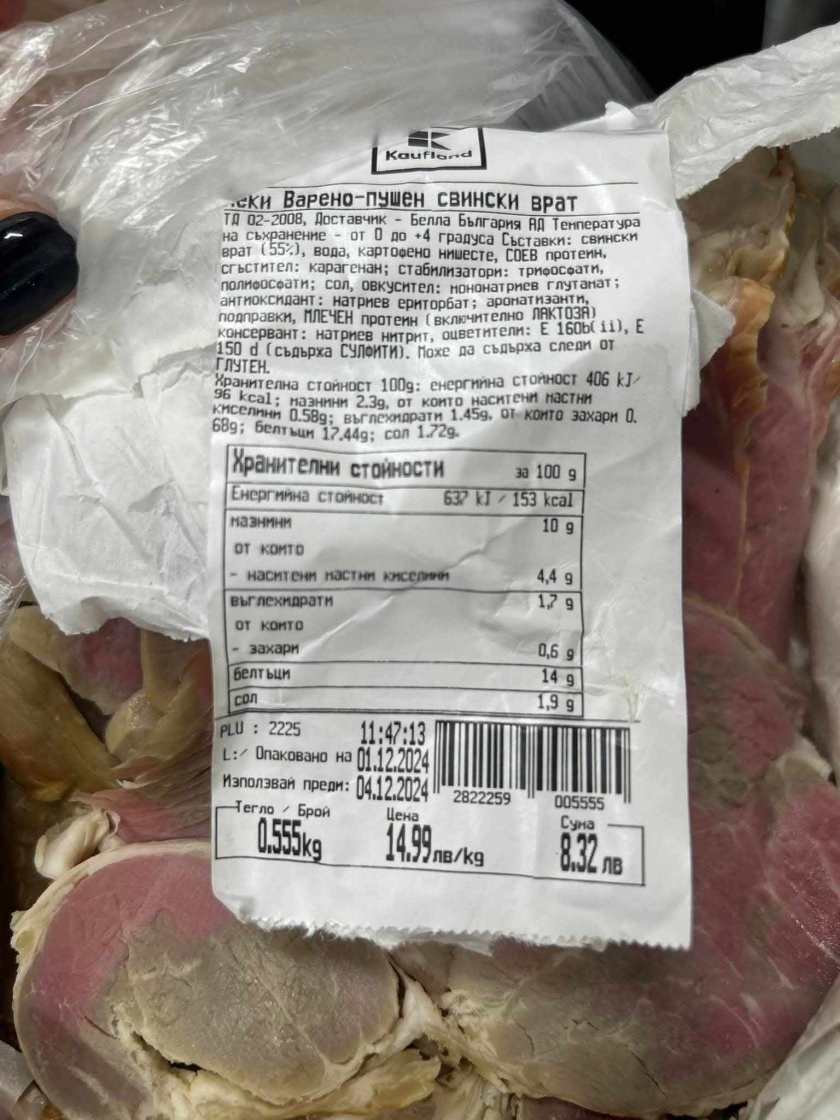 Kaufland
Варено-пушен свински врат
ТД 02-2008, Доставчик - Белла България АД Температура
на съхранение - от 0 до +4 градуса Съставки: свински
врат (55%), вода, картофено нишесте, СОЕВ протеин,
сгъстител: карагенан; стабилизатори: трифосфати,
полифосфати; сол, овкусител: мононатриев глутамат;
антиоксидант: натриев ериторбат; ароматизанти,
подправки, МЛЕЧЕН протеин (включително ЛАКТОЗА)
консервант: натриев нитрит, оцветители: E 160b(ii), E
150 d (съдърха СУЛФИТИ). Може да съдърха следи от
ГЛУТЕН.
Хранителна стойност 100g: енергийна стойност 406 kJ/
96 kcal; мазнини 2.3g, от които наситени мастни
киселини 0.58g; въглехидрати 1.45g, от които захари 0.
68g; белтъци 17.44g; сол 1.72g.
Хранителни стойности за 100 g
Енергийна стойност 637 kJ / 153 kcal
мазнини 10 g
от които
- наситени мастни киселини 4,4 g
въглехидрати 1,7 g
от които
- захари 0,6 g
белтъци 14 g
сол 1,9 g
PLU : 2225 11:47:13
L:/ Опаковано на 01.12.2024
Използвай преди: 04.12.2024
2822259 005555
Тегло / Брой Цена Сума
0.555kg 14.99лв/kg 8.32 лв